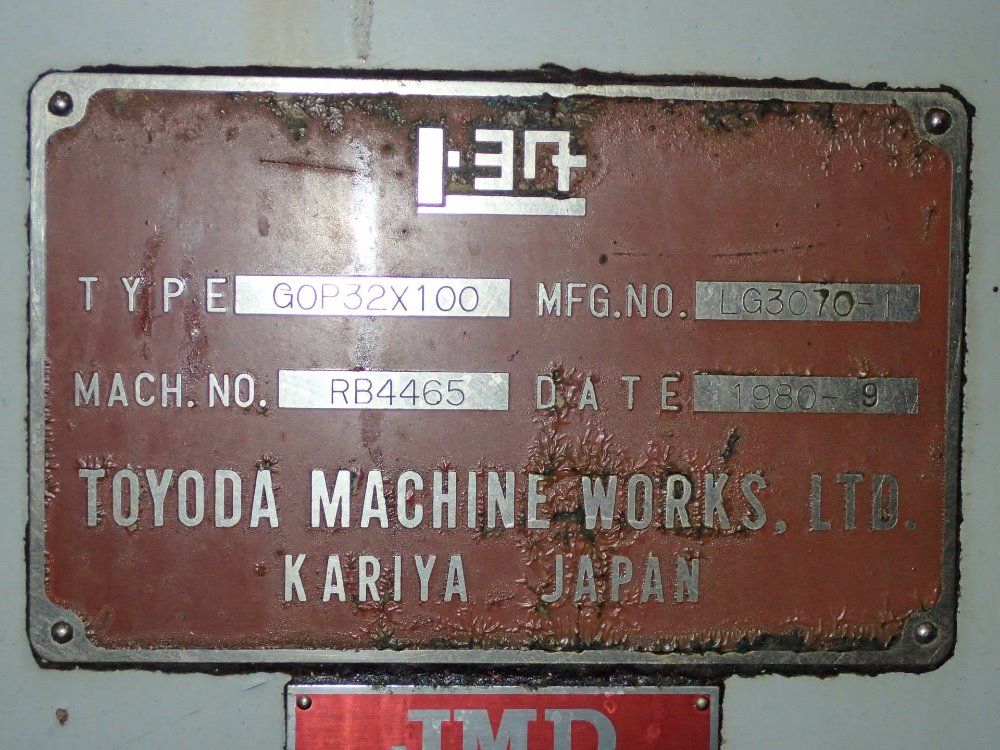 トヨダ
TYPE GOP32X100 MFG.NO. LG3070-1
MACH.NO. RB4465 DATE 1980-9
TOYODA MACHINE WORKS, LTD.
KARIYA JAPAN